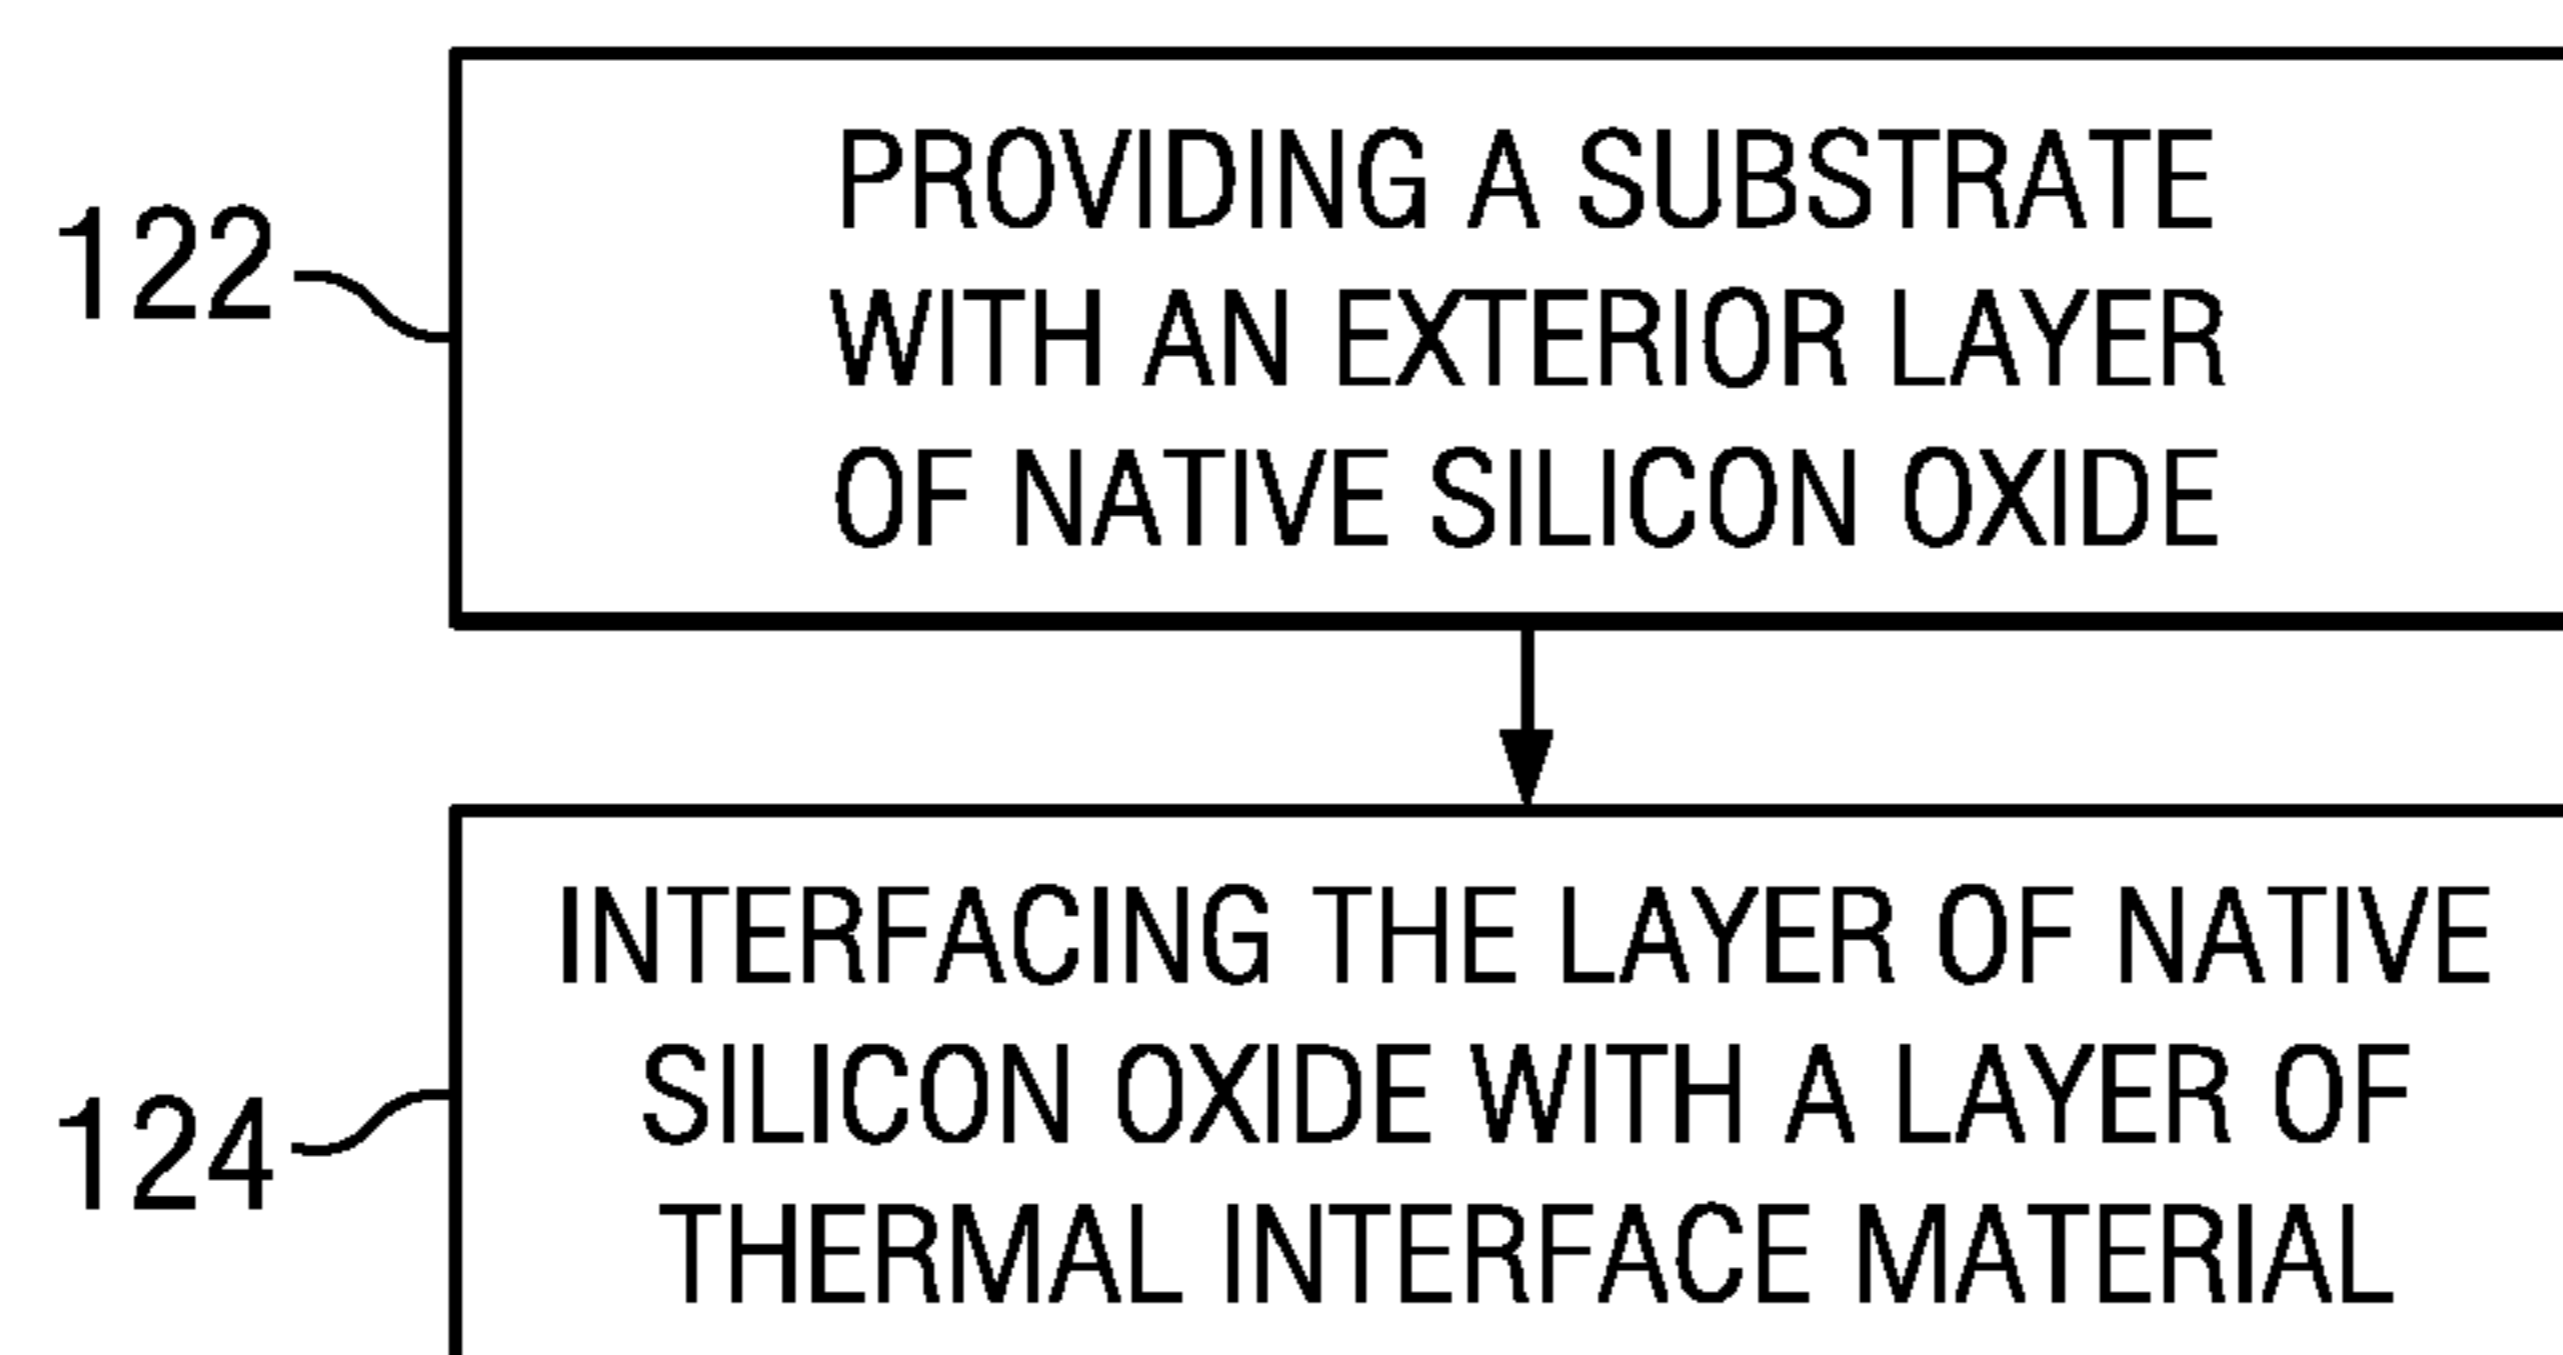 122
PROVIDING A SUBSTRATE
WITH AN EXTERIOR LAYER
OF NATIVE SILICON OXIDE
124
INTERFACING THE LAYER OF NATIVE
SILICON OXIDE WITH A LAYER OF
THERMAL INTERFACE MATERIAL